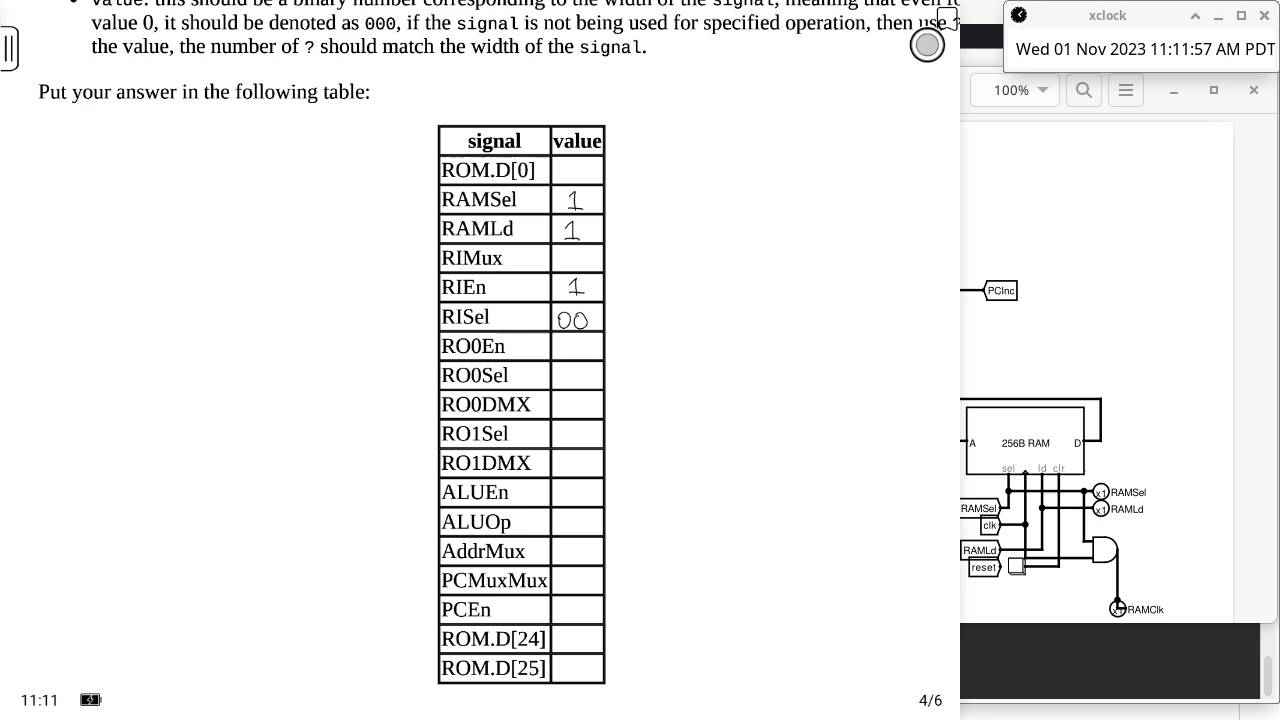 value 0, it should be denoted as 000, if the signal is not being used for specified operation, then use ?
the value, the number of ? should match the width of the signal.
Put your answer in the following table:
signal value
ROM.D[0]
RAMSel 1
RAMLd 1
RIMux
RIEn 1
RISel 00
RO0En
RO0Sel
RO0DMX
RO1Sel
RO1DMX
ALUEn
ALUOp
AddrMux
PCMuxMux
PCEn
ROM.D[24]
ROM.D[25]
11:11
4/6
xclock
Wed 01 Nov 2023 11:11:57 AM PDT
100%
PCInc
A 256B RAM D
sel ld clr
x1 RAMSel
RAMSel x1 RAMLd
clk
RAMLd
reset
x1 RAMClk